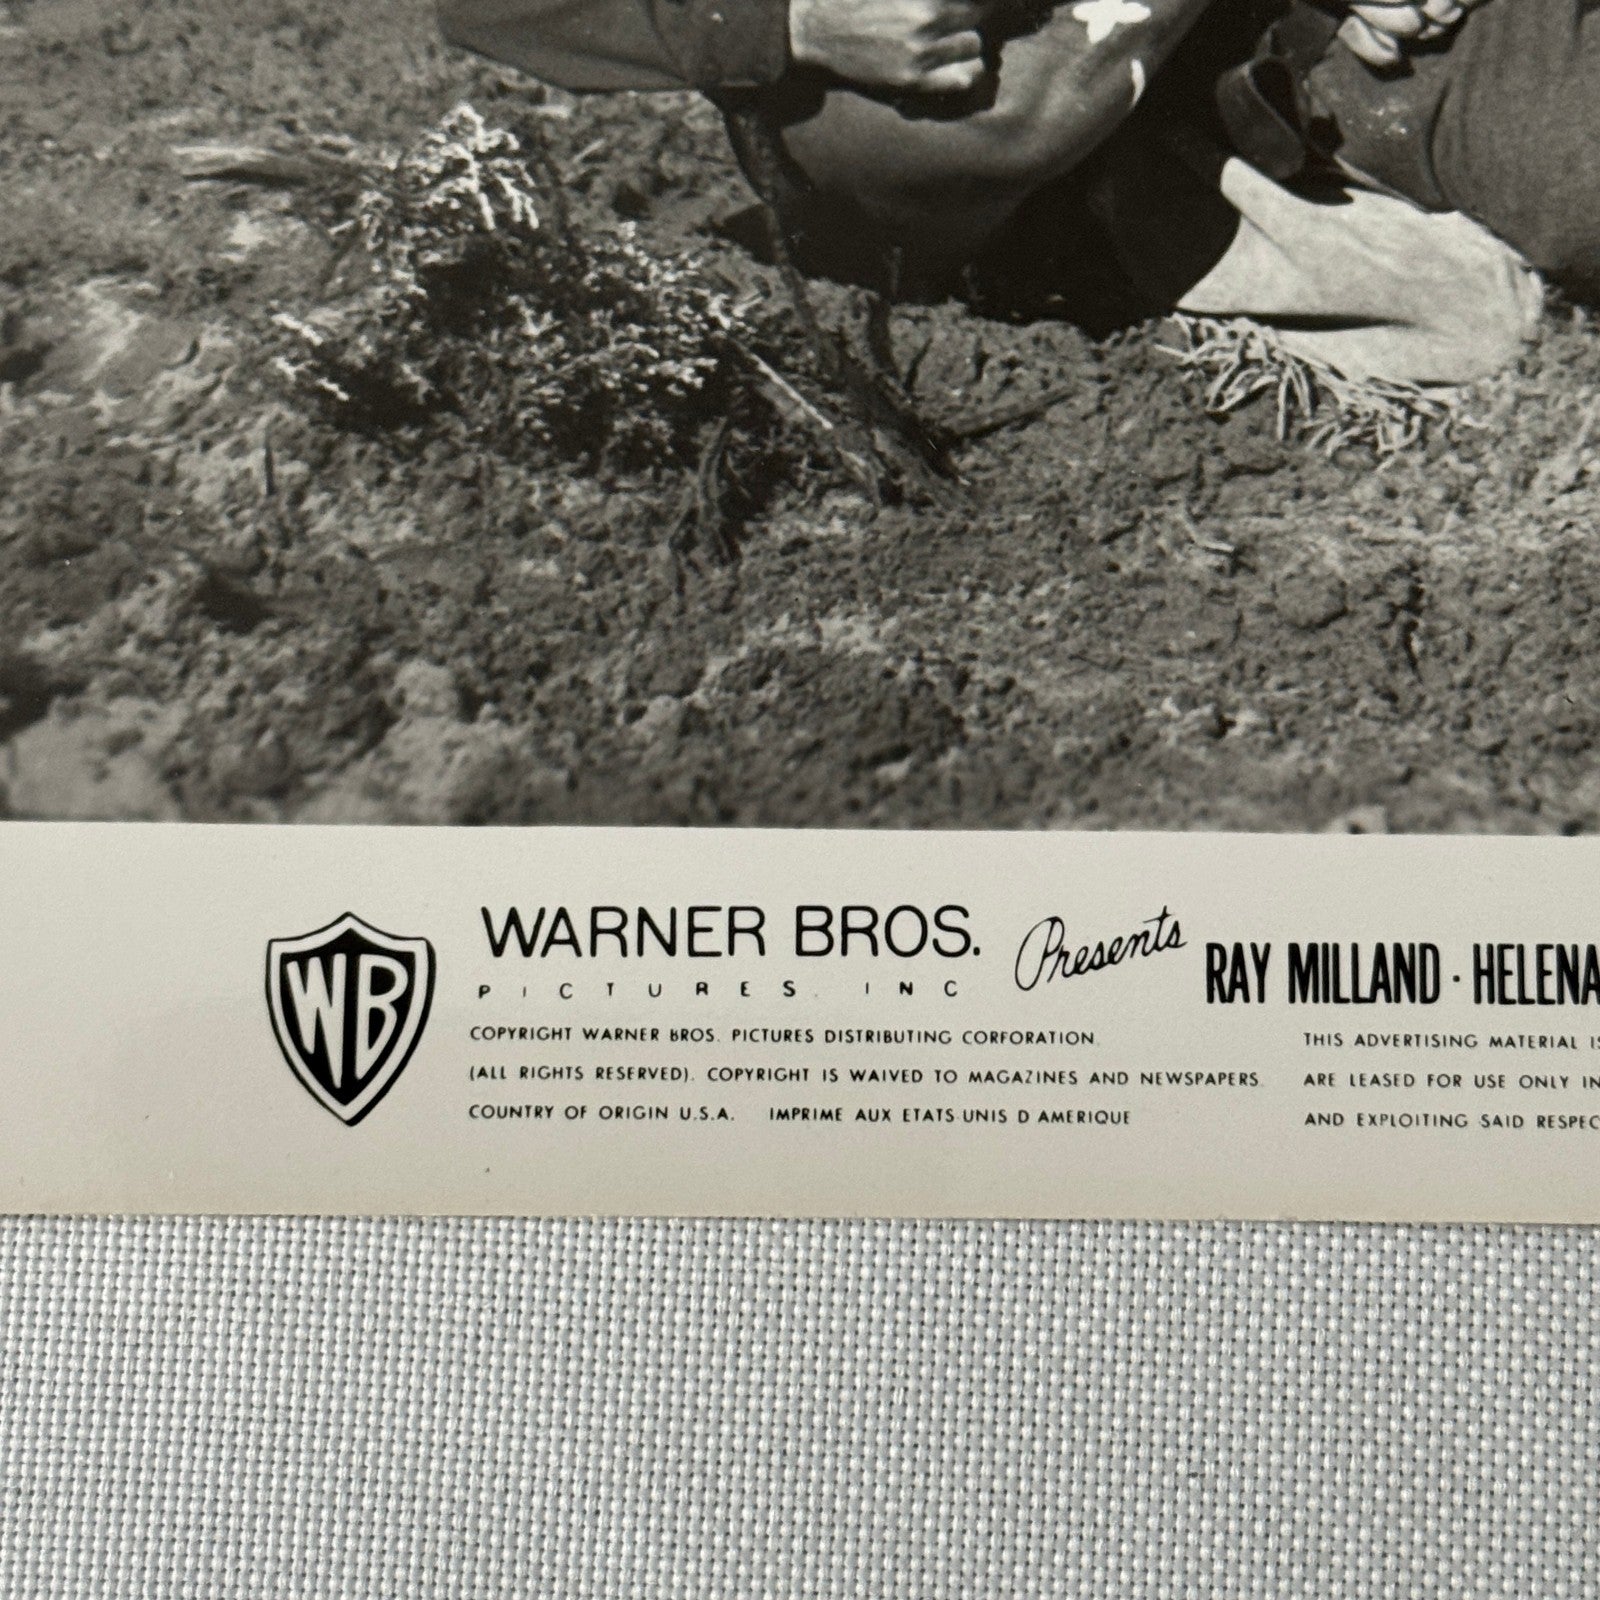 WB
WARNER BROS. Presents RAY MILLAND · HELENA
PICTURES, INC
COPYRIGHT WARNER BROS. PICTURES DISTRIBUTING CORPORATION.
(ALL RIGHTS RESERVED). COPYRIGHT IS WAIVED TO MAGAZINES AND NEWSPAPERS.
COUNTRY OF ORIGIN U.S.A. IMPRIME AUX ETATS-UNIS D AMERIQUE
THIS ADVERTISING MATERIAL IS
ARE LEASED FOR USE ONLY IN
AND EXPLOITING SAID RESPEC